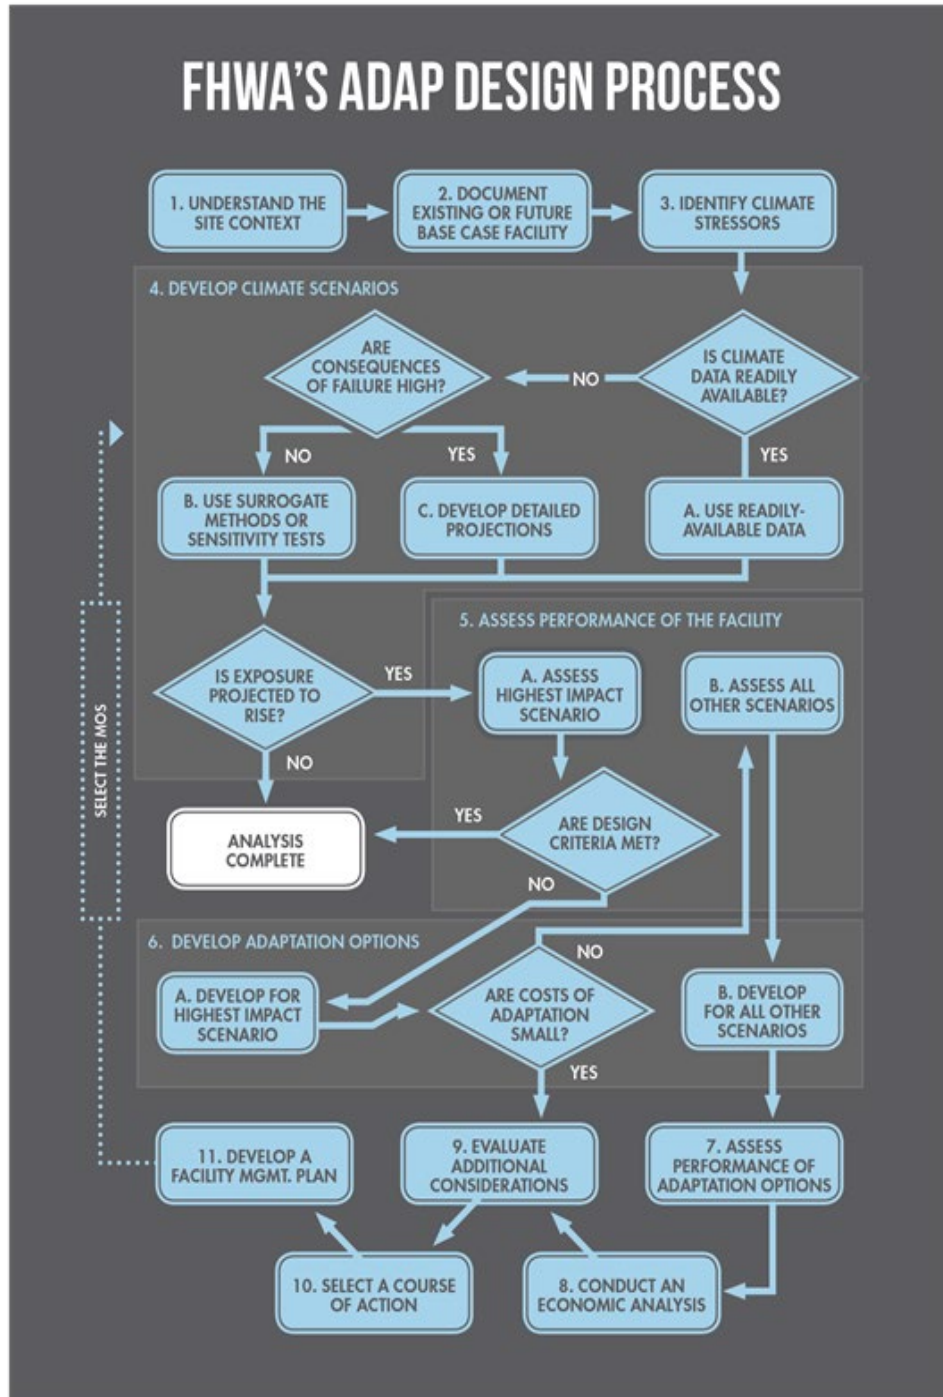 FHWA'S ADAP DESIGN PROCESS
1. UNDERSTAND THE
SITE CONTEXT
2. DOCUMENT
EXISTING OR FUTURE
BASE CASE FACILITY
3. IDENTIFY CLIMATE
STRESSORS
4. DEVELOP CLIMATE SCENARIOS
ARE
CONSEQUENCES
OF FAILURE HIGH?
NO
IS CLIMATE
DATA READILY
AVAILABLE?
NO
YES
YES
B. USE SURROGATE
METHODS OR
SENSITIVITY TESTS
C. DEVELOP DETAILED
PROJECTIONS
A. USE READILY-
AVAILABLE DATA
5. ASSESS PERFORMANCE OF THE FACILITY
IS EXPOSURE
PROJECTED TO
RISE?
YES
A. ASSESS
HIGHEST IMPACT
SCENARIO
B. ASSESS ALL
OTHER SCENARIOS
SELECT THE MOS
NO
ANALYSIS
COMPLETE
YES
ARE DESIGN
CRITERIA MET?
NO
6. DEVELOP ADAPTATION OPTIONS
NO
A. DEVELOP FOR
HIGHEST IMPACT
SCENARIO
ARE COSTS OF
ADAPTATION
SMALL?
B. DEVELOP
FOR ALL OTHER
SCENARIOS
YES
11. DEVELOP A
FACILITY MGMT. PLAN
9. EVALUATE
ADDITIONAL
CONSIDERATIONS
7. ASSESS
PERFORMANCE OF
ADAPTATION OPTIONS
10. SELECT A COURSE
OF ACTION
8. CONDUCT AN
ECONOMIC ANALYSIS